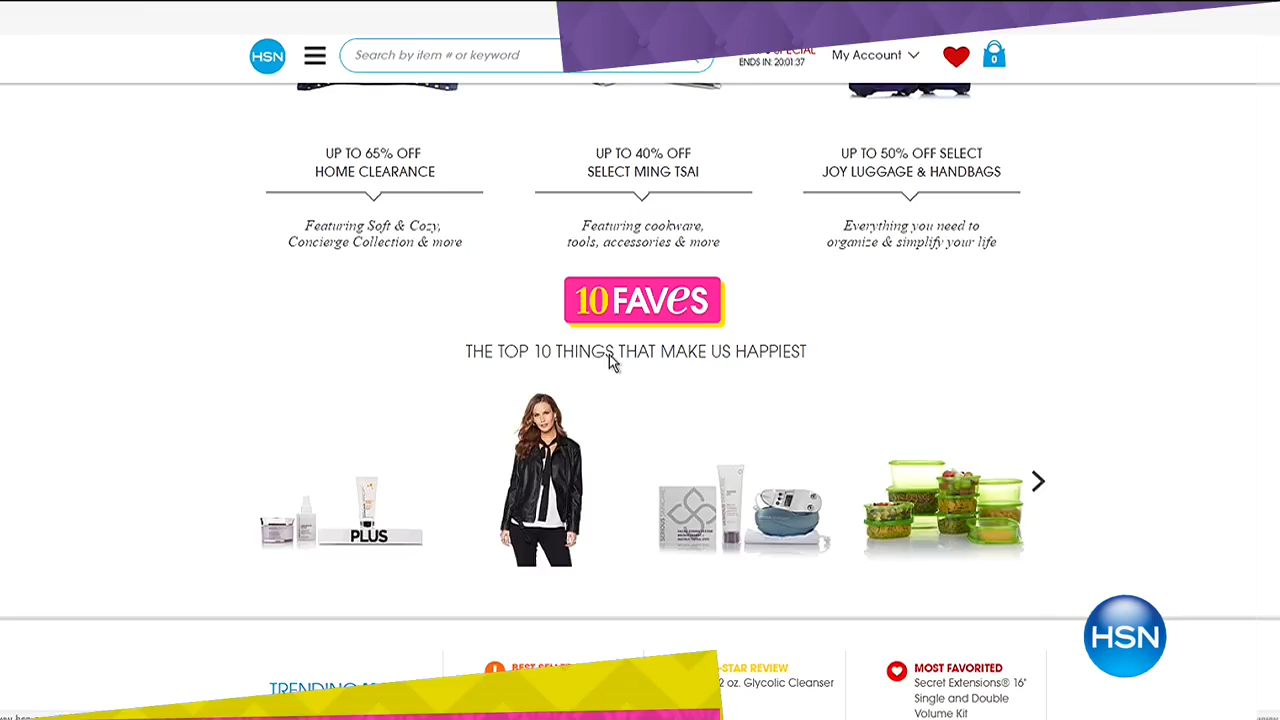 HSN
Search by item # or keyword
SPECIAL
ENDS IN: 20:01:37
My Account
0
UP TO 65% OFF
HOME CLEARANCE
Featuring Soft & Cozy,
Concierge Collection & more
UP TO 40% OFF
SELECT MING TSAI
Featuring cookware,
tools, accessories & more
UP TO 50% OFF SELECT
JOY LUGGAGE & HANDBAGS
Everything you need to
organize & simplify your life
10 FAVES
THE TOP 10 THINGS THAT MAKE US HAPPIEST
PLUS
HSN
TRENDING
-STAR REVIEW
2 oz. Glycolic Cleanser
MOST FAVORITED
Secret Extensions® 16"
Single and Double
Volume Kit